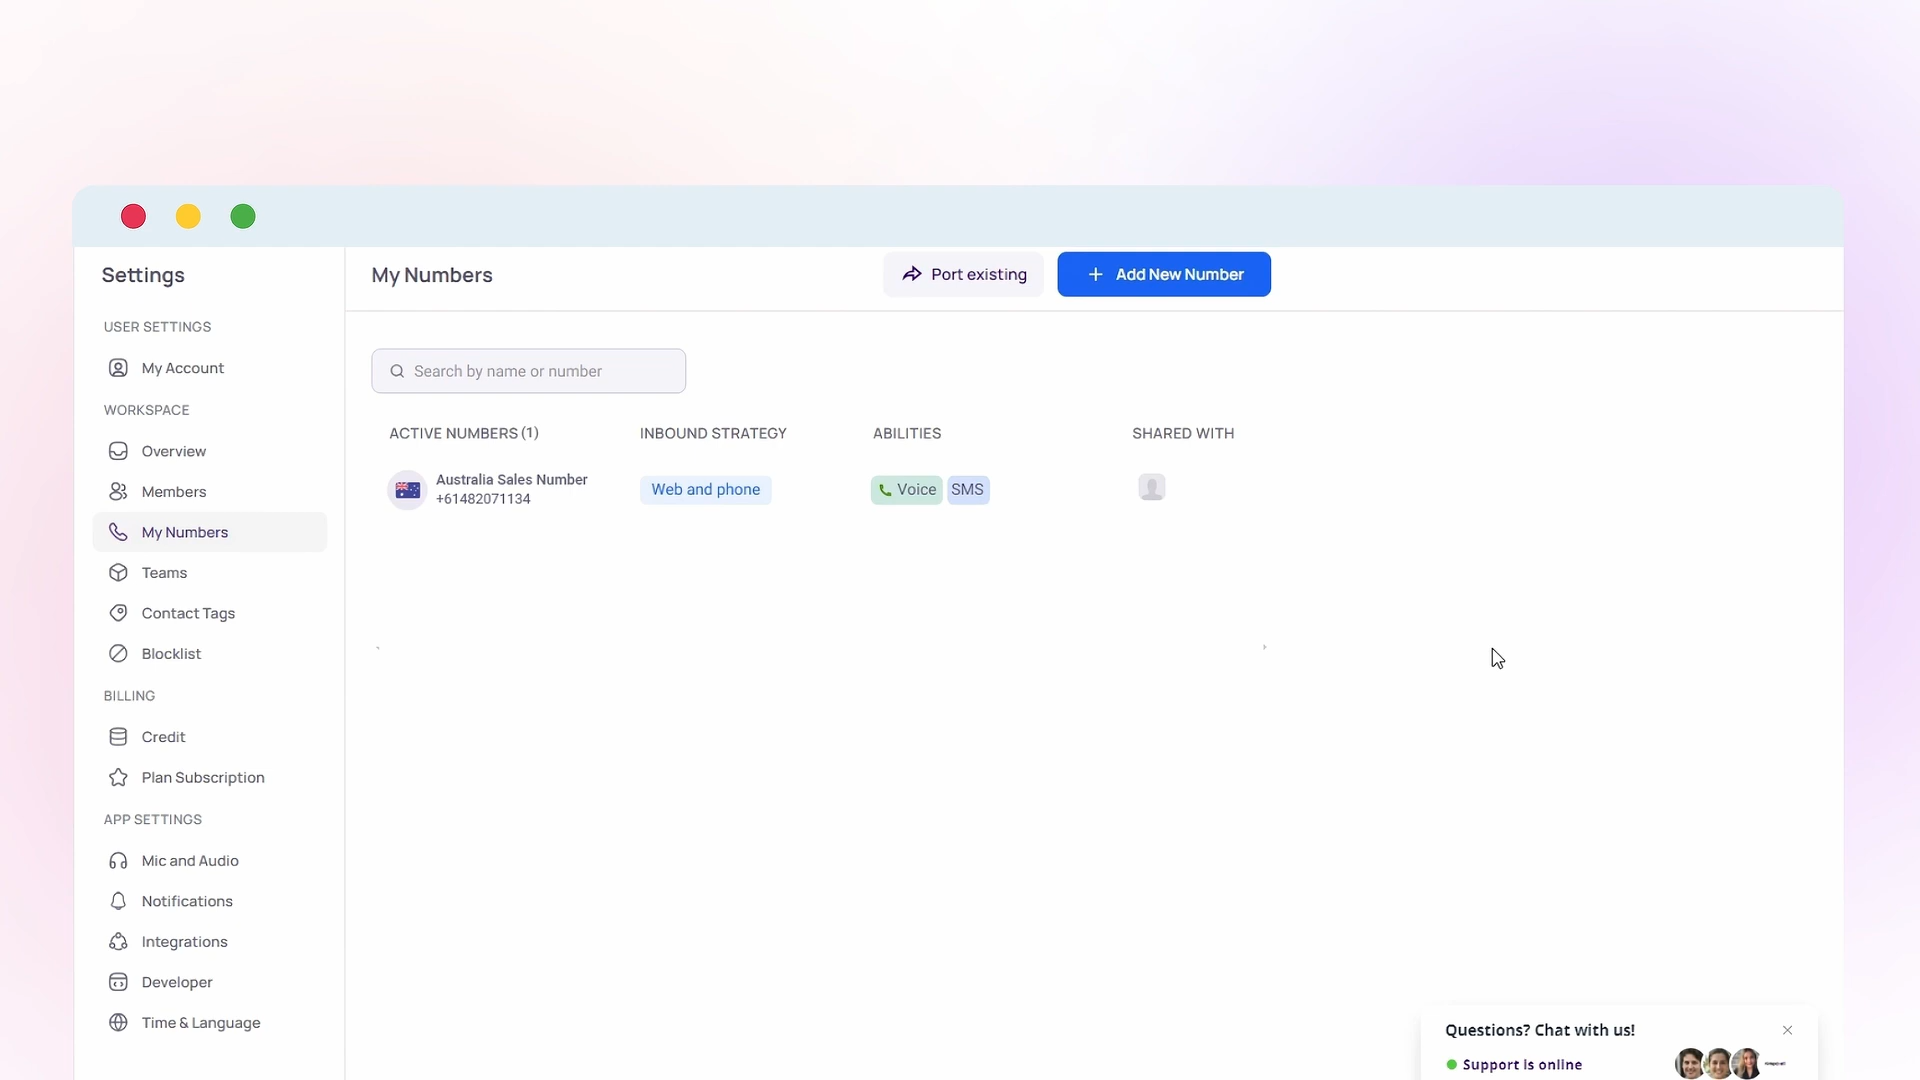 Settings
My Numbers
Port existing
Add New Number
USER SETTINGS
My Account
WORKSPACE
Overview
Members
My Numbers
Teams
Contact Tags
Blocklist
BILLING
Credit
Plan Subscription
APP SETTINGS
Mic and Audio
Notifications
Integrations
Developer
Time & Language
Search by name or number
ACTIVE NUMBERS (1)
INBOUND STRATEGY
ABILITIES
SHARED WITH
Australia Sales Number
+61482071134
Web and phone
Voice
SMS
Questions? Chat with us!
Support is online